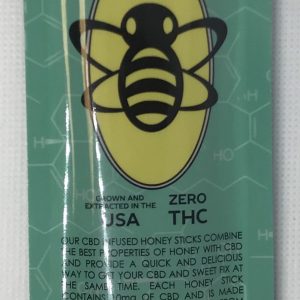 GROWN AND
EXTRACTED IN THE
USA
ZERO
THC
OUR CBD INFUSED HONEY STICKS COMBINE
THE BEST PROPERTIES OF HONEY WITH CBD
AND PROVIDE A QUICK AND DELICIOUS
WAY TO GET YOUR CBD AND SWEET FIX AT
THE SAME TIME. EACH HONEY STICK
CONTAINS 10mg OF CBD AND IS MADE